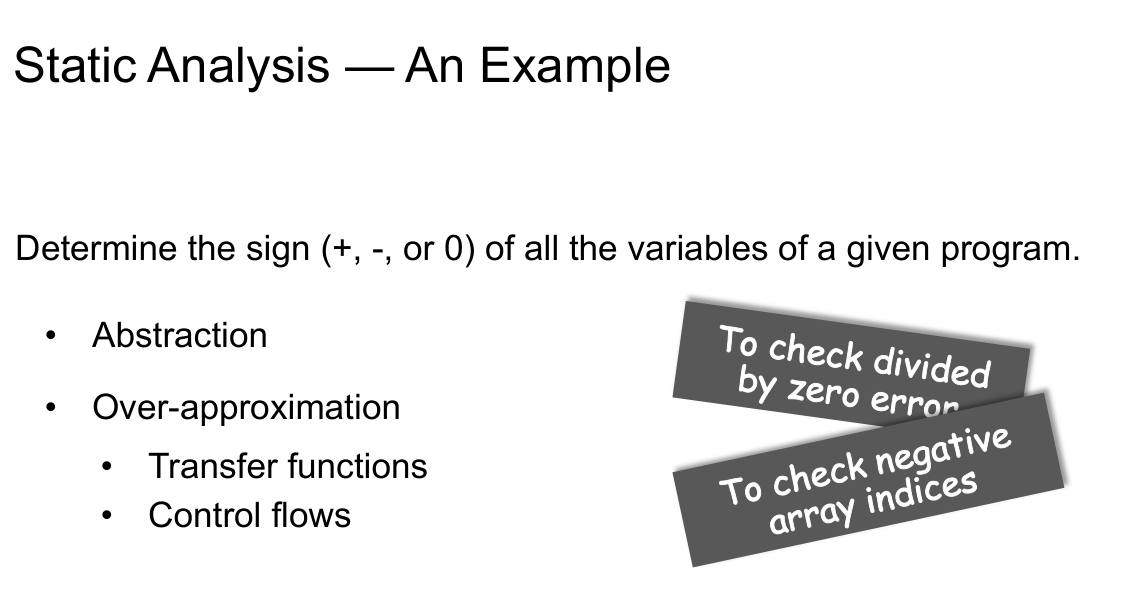 Static Analysis — An Example
Determine the sign (+, -, or 0) of all the variables of a given program.
• Abstraction
• Over-approximation
• Transfer functions
• Control flows
To check divided
by zero error
To check negative
array indices